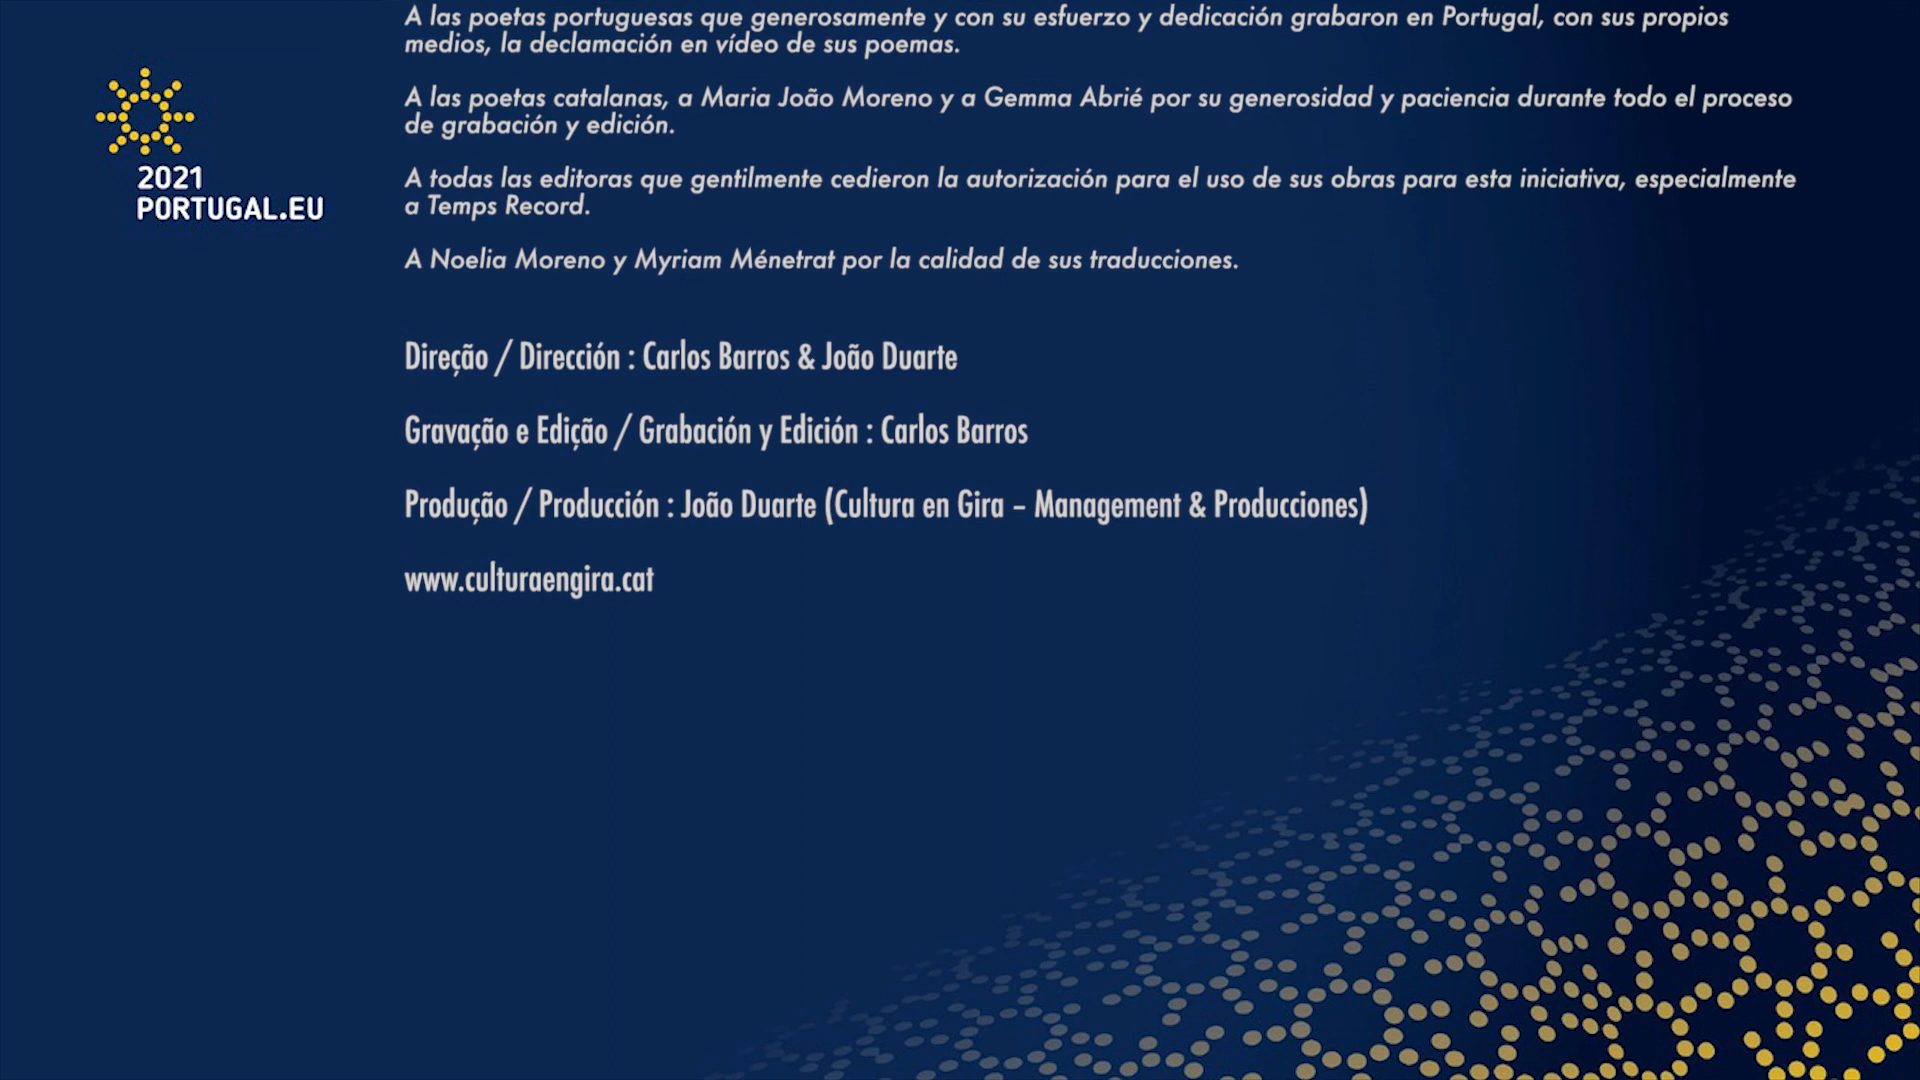 A las poetas portuguesas que generosamente y con su esfuerzo y dedicación grabaron en Portugal, con sus propios
medios, la declamación en vídeo de sus poemas.
A las poetas catalanas, a Maria João Moreno y a Gemma Abrié por su generosidad y paciencia durante todo el proceso
de grabación y edición.
2021
PORTUGAL.EU
A todas las editoras que gentilmente cedieron la autorización para el uso de sus obras para esta iniciativa, especialmente
a Temps Record.
A Noelia Moreno y Myriam Ménetrat por la calidad de sus traducciones.
Direção / Dirección : Carlos Barros & João Duarte
Gravação e Edição / Grabación y Edición : Carlos Barros
Produção / Producción : João Duarte (Cultura en Gira – Management & Producciones)
www.culturaengira.cat